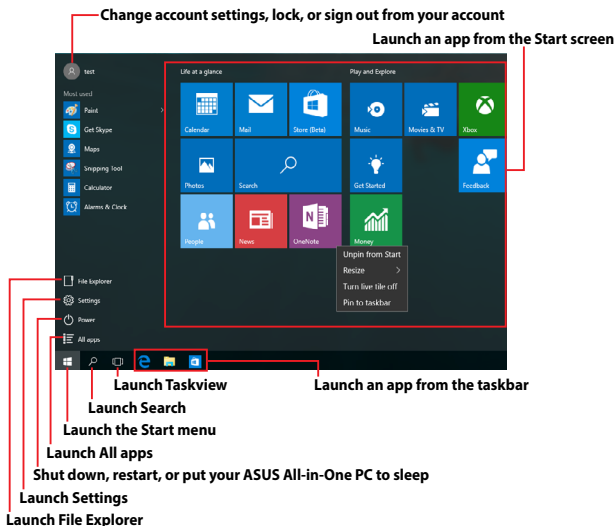 Change account settings, lock, or sign out from your account
Launch an app from the Start screen
test
Life at a glance
Play and Explore
Most used
Paint
Get Skype
Maps
Snipping Tool
Calculator
Alarms & Clock
Calendar
Mail
Store (Beta)
Music
Movies & TV
Xbox
Photos
Search
Get Started
Feedback
People
News
OneNote
Money
Unpin from Start
Resize
Turn live tile off
Pin to taskbar
File Explorer
Settings
Power
All apps
Launch Taskview
Launch an app from the taskbar
Launch Search
Launch the Start menu
Launch All apps
Shut down, restart, or put your ASUS All-in-One PC to sleep
Launch Settings
Launch File Explorer